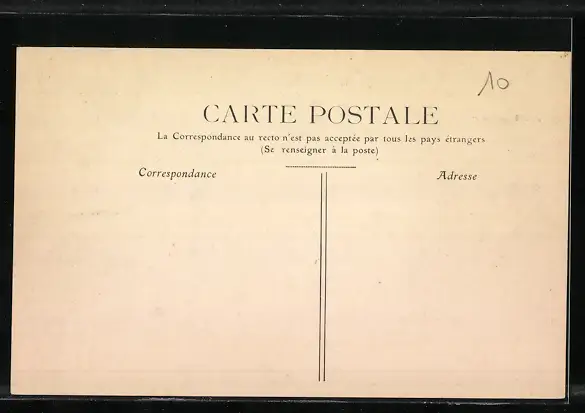 10
CARTE POSTALE
La Correspondance au recto n'est pas acceptée par tous les pays étrangers
(Se renseigner à la poste)
Correspondance
Adresse